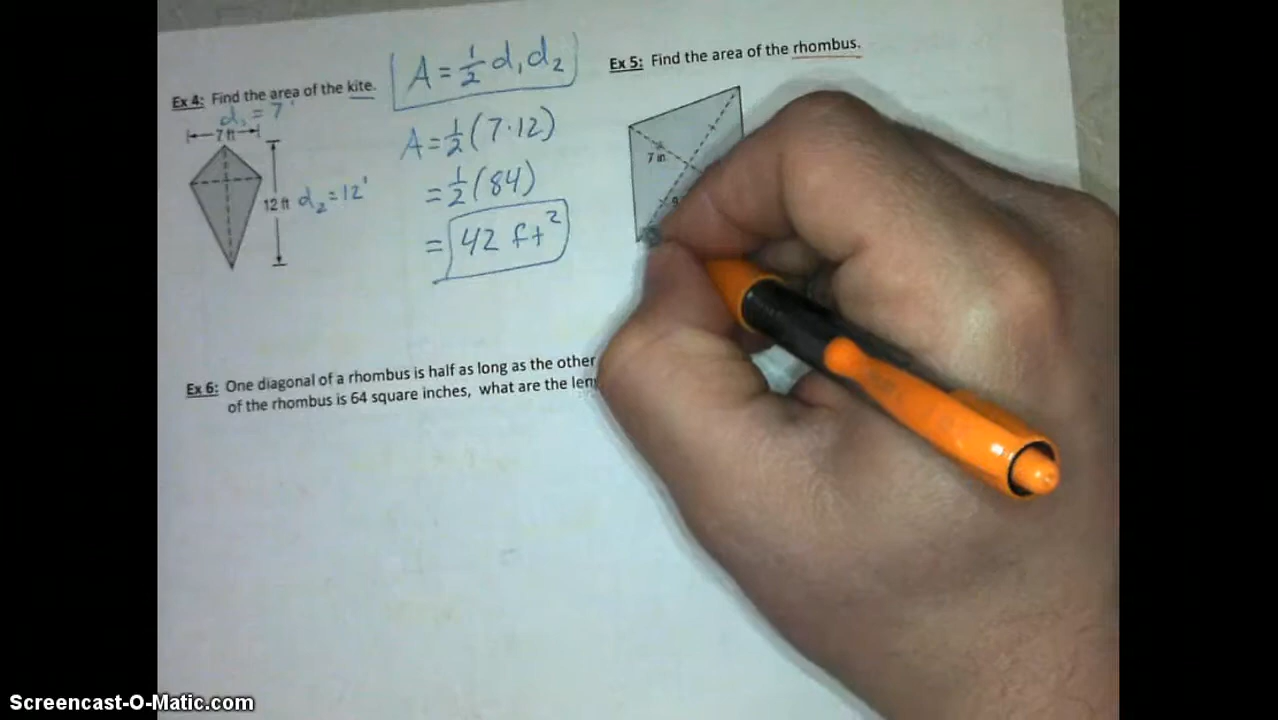 Ex 4: Find the area of the kite.
d₁ = 7'
7 ft
12 ft d₂ = 12'
A = 1/2 d₁ d₂
A = 1/2 (7·12)
= 1/2 (84)
= 42 ft²
Ex 5: Find the area of the rhombus.
7 in
9
Ex 6: One diagonal of a rhombus is half as long as the other
of the rhombus is 64 square inches, what are the
Screencast-O-Matic.com